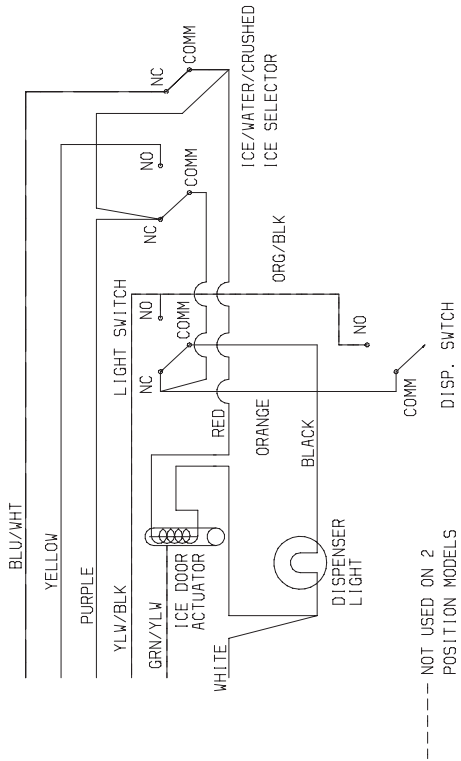 BLU/WHT
YELLOW
PURPLE
YLW/BLK
GRN/YLW
ICE DOOR
ACTUATOR
WHITE
LIGHT SWITCH
NC
NO
COMM
NC
NO
COMM
NC
COMM
ICE/WATER/CRUSHED
ICE SELECTOR
RED
ORANGE
BLACK
ORG/BLK
DISPENSER
LIGHT
NO
COMM
DISP. SWTCH
NOT USED ON 2
POSITION MODELS